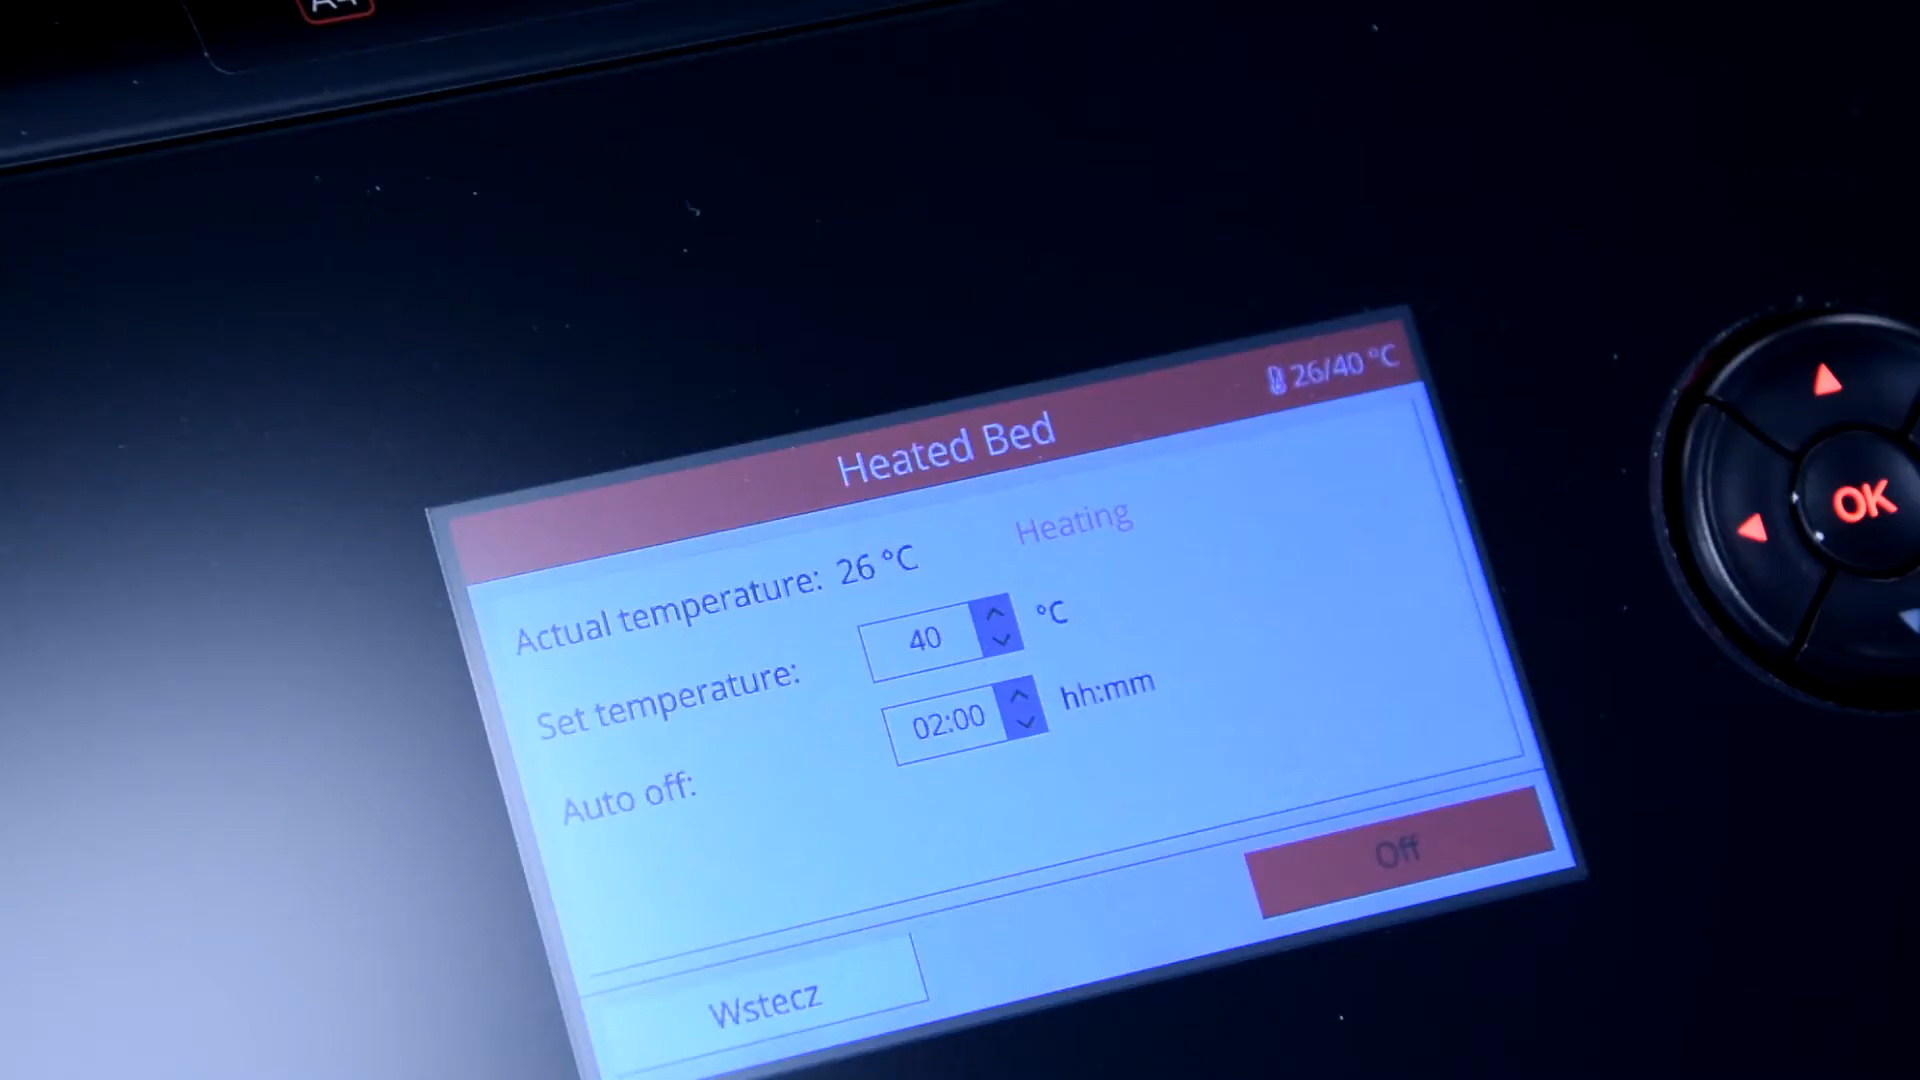 A4
26/40 °C
Heated Bed
Actual temperature: 26 °C Heating
Set temperature: 40 °C
Auto off: 02:00 hh:mm
Off
Wstecz
OK